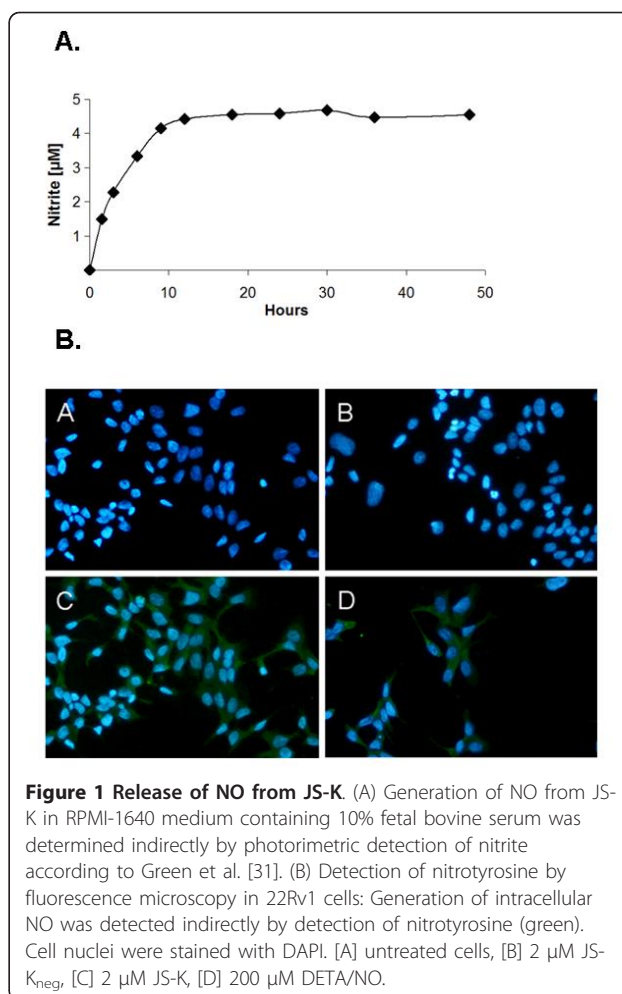 A.
5
4
3
2
1
Nitrite [µM]
0 10 20 30 40 50
Hours
B.
A B
C D
Figure 1 Release of NO from JS-K. (A) Generation of NO from JS-
K in RPMI-1640 medium containing 10% fetal bovine serum was
determined indirectly by photorimetric detection of nitrite
according to Green et al. [31]. (B) Detection of nitrotyrosine by
fluorescence microscopy in 22Rv1 cells: Generation of intracellular
NO was detected indirectly by detection of nitrotyrosine (green).
Cell nuclei were stained with DAPI. [A] untreated cells, [B] 2 µM JS-
Kneg, [C] 2 µM JS-K, [D] 200 µM DETA/NO.